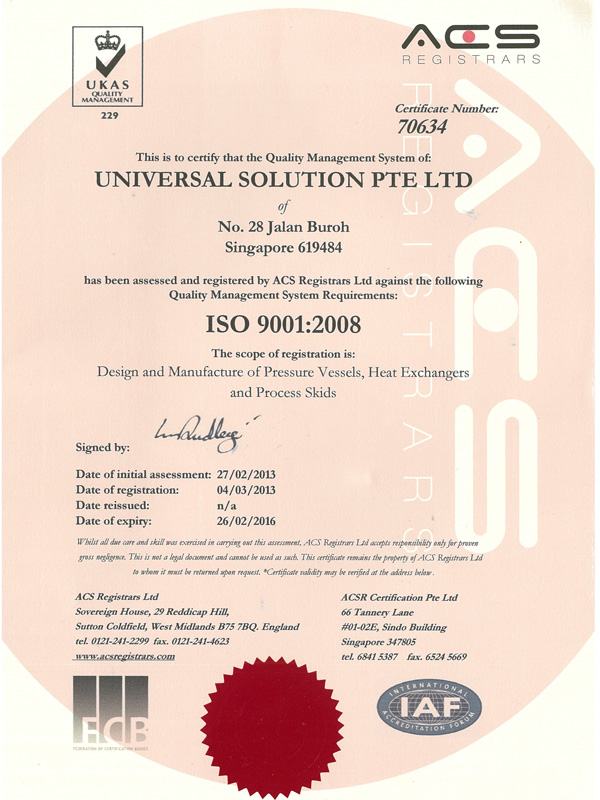 UKAS
QUALITY
MANAGEMENT
229
ACS
REGISTRARS
Certificate Number:
70634
This is to certify that the Quality Management System of:
UNIVERSAL SOLUTION PTE LTD
of
No. 28 Jalan Buroh
Singapore 619484
has been assessed and registered by ACS Registrars Ltd against the following
Quality Management System Requirements:
ISO 9001:2008
The scope of registration is:
Design and Manufacture of Pressure Vessels, Heat Exchangers
and Process Skids
Signed by:
Date of initial assessment: 27/02/2013
Date of registration: 04/03/2013
Date reissued: n/a
Date of expiry: 26/02/2016
Whilst all due care and skill was exercised in carrying out this assessment, ACS Registrars Ltd accepts responsibility only for proven
gross negligence. This is not a legal document and cannot be used as such. This certificate remains the property of ACS Registrars Ltd
to whom it must be returned upon request. *Certificate validity may be verified at the address below.
ACS Registrars Ltd
Sovereign House, 29 Reddicap Hill,
Sutton Coldfield, West Midlands B75 7BQ. England
tel. 0121-241-2299 fax. 0121-241-4623
www.acsregistrars.com
ACSR Certification Pte Ltd
66 Tannery Lane
#01-02E, Sindo Building
Singapore 347805
tel. 6841 5387 fax. 6524 5669
FCB
FEDERATION OF CERTIFICATION BODIES
INTERNATIONAL
IAF
ACCREDITATION FORUM
ACS
REGISTRARS